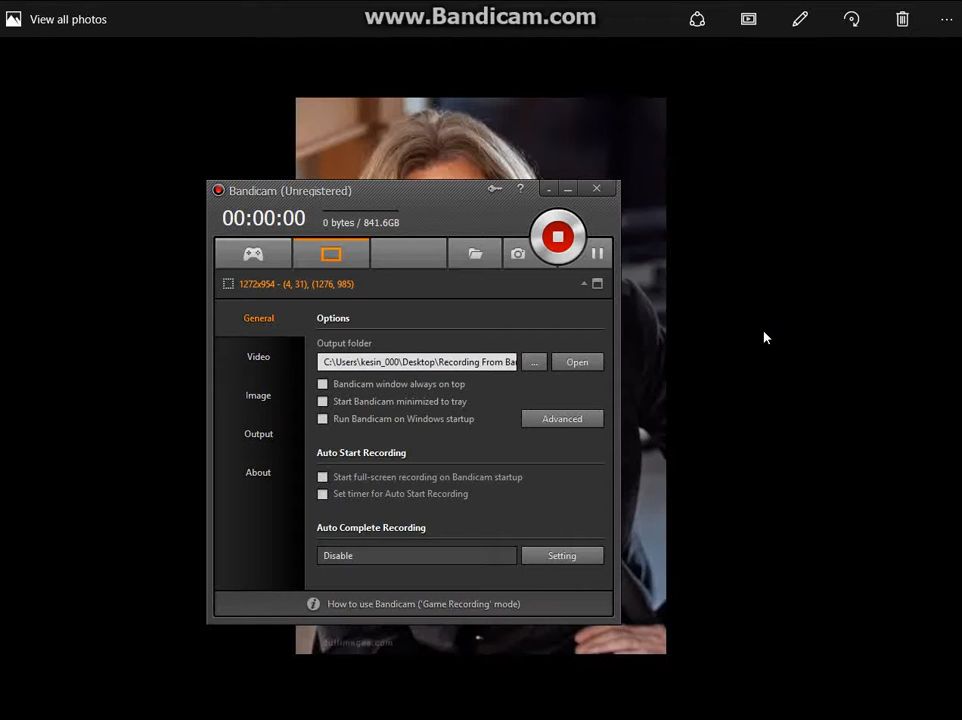 View all photos
www.Bandicam.com
Bandicam (Unregistered)
00:00:00
0 bytes / 841.6GB
1272x954 - (4, 31), (1276, 985)
General
Video
Image
Output
About
Options
Output folder
C:\Users\kesin_000\Desktop\Recording From Ba
...
Open
Bandicam window always on top
Start Bandicam minimized to tray
Run Bandicam on Windows startup
Advanced
Auto Start Recording
Start full-screen recording on Bandicam startup
Set timer for Auto Start Recording
Auto Complete Recording
Disable
Setting
How to use Bandicam ('Game Recording' mode)